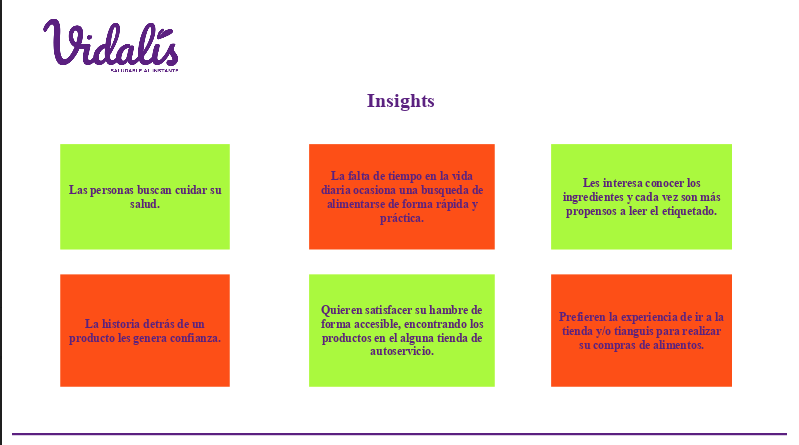 Vidalis
SALUDABLE AL INSTANTE
Insights
Las personas buscan cuidar su
salud.
La falta de tiempo en la vida
diaria ocasiona una busqueda de
alimentarse de forma rápida y
práctica.
Les interesa conocer los
ingredientes y cada vez son más
propensos a leer el etiquetado.
La historia detrás de un
producto les genera confianza.
Quieren satisfacer su hambre de
forma accesible, encontrando los
productos en el alguna tienda de
autoservicio.
Prefieren la experiencia de ir a la
tienda y/o tianguis para realizar
su compras de alimentos.